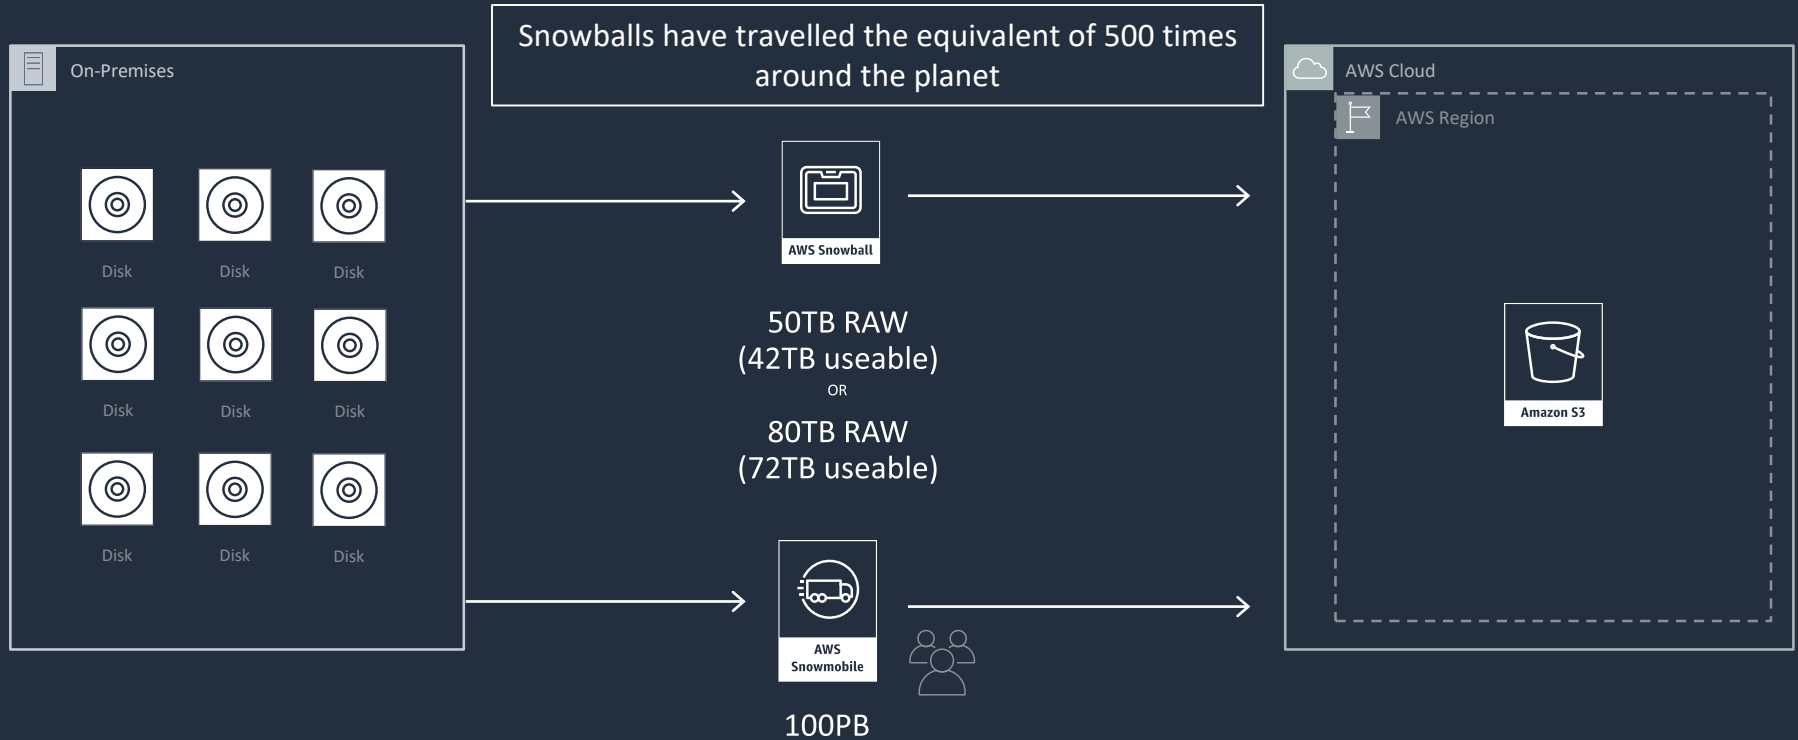 Snowballs have travelled the equivalent of 500 times
around the planet
On-Premises
Disk
Disk
Disk
Disk
Disk
Disk
Disk
Disk
Disk
AWS Snowball
50TB RAW
(42TB useable)
OR
80TB RAW
(72TB useable)
AWS
Snowmobile
100PB
AWS Cloud
AWS Region
Amazon S3